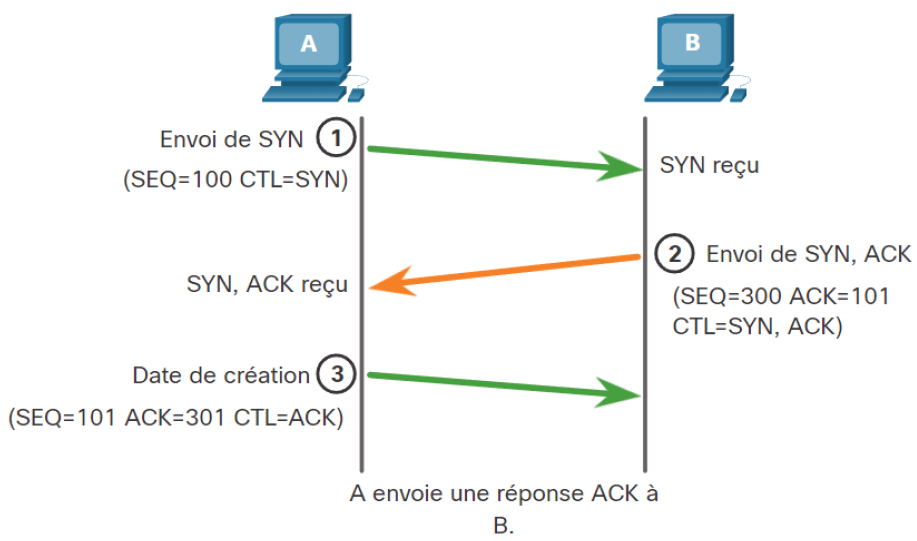 A
B
Envoi de SYN 1
(SEQ=100 CTL=SYN)
SYN reçu
2 Envoi de SYN, ACK
(SEQ=300 ACK=101
CTL=SYN, ACK)
SYN, ACK reçu
Date de création 3
(SEQ=101 ACK=301 CTL=ACK)
A envoie une réponse ACK à
B.